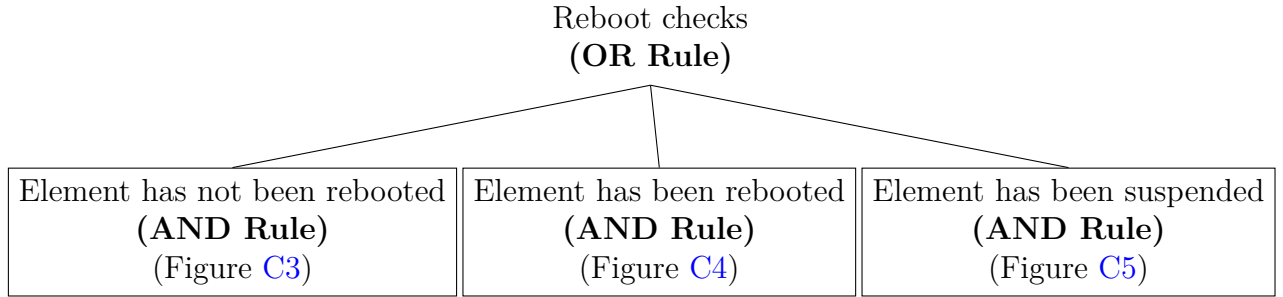 Reboot checks
(OR Rule)
Element has not been rebooted
(AND Rule)
(Figure C3)
Element has been rebooted
(AND Rule)
(Figure C4)
Element has been suspended
(AND Rule)
(Figure C5)